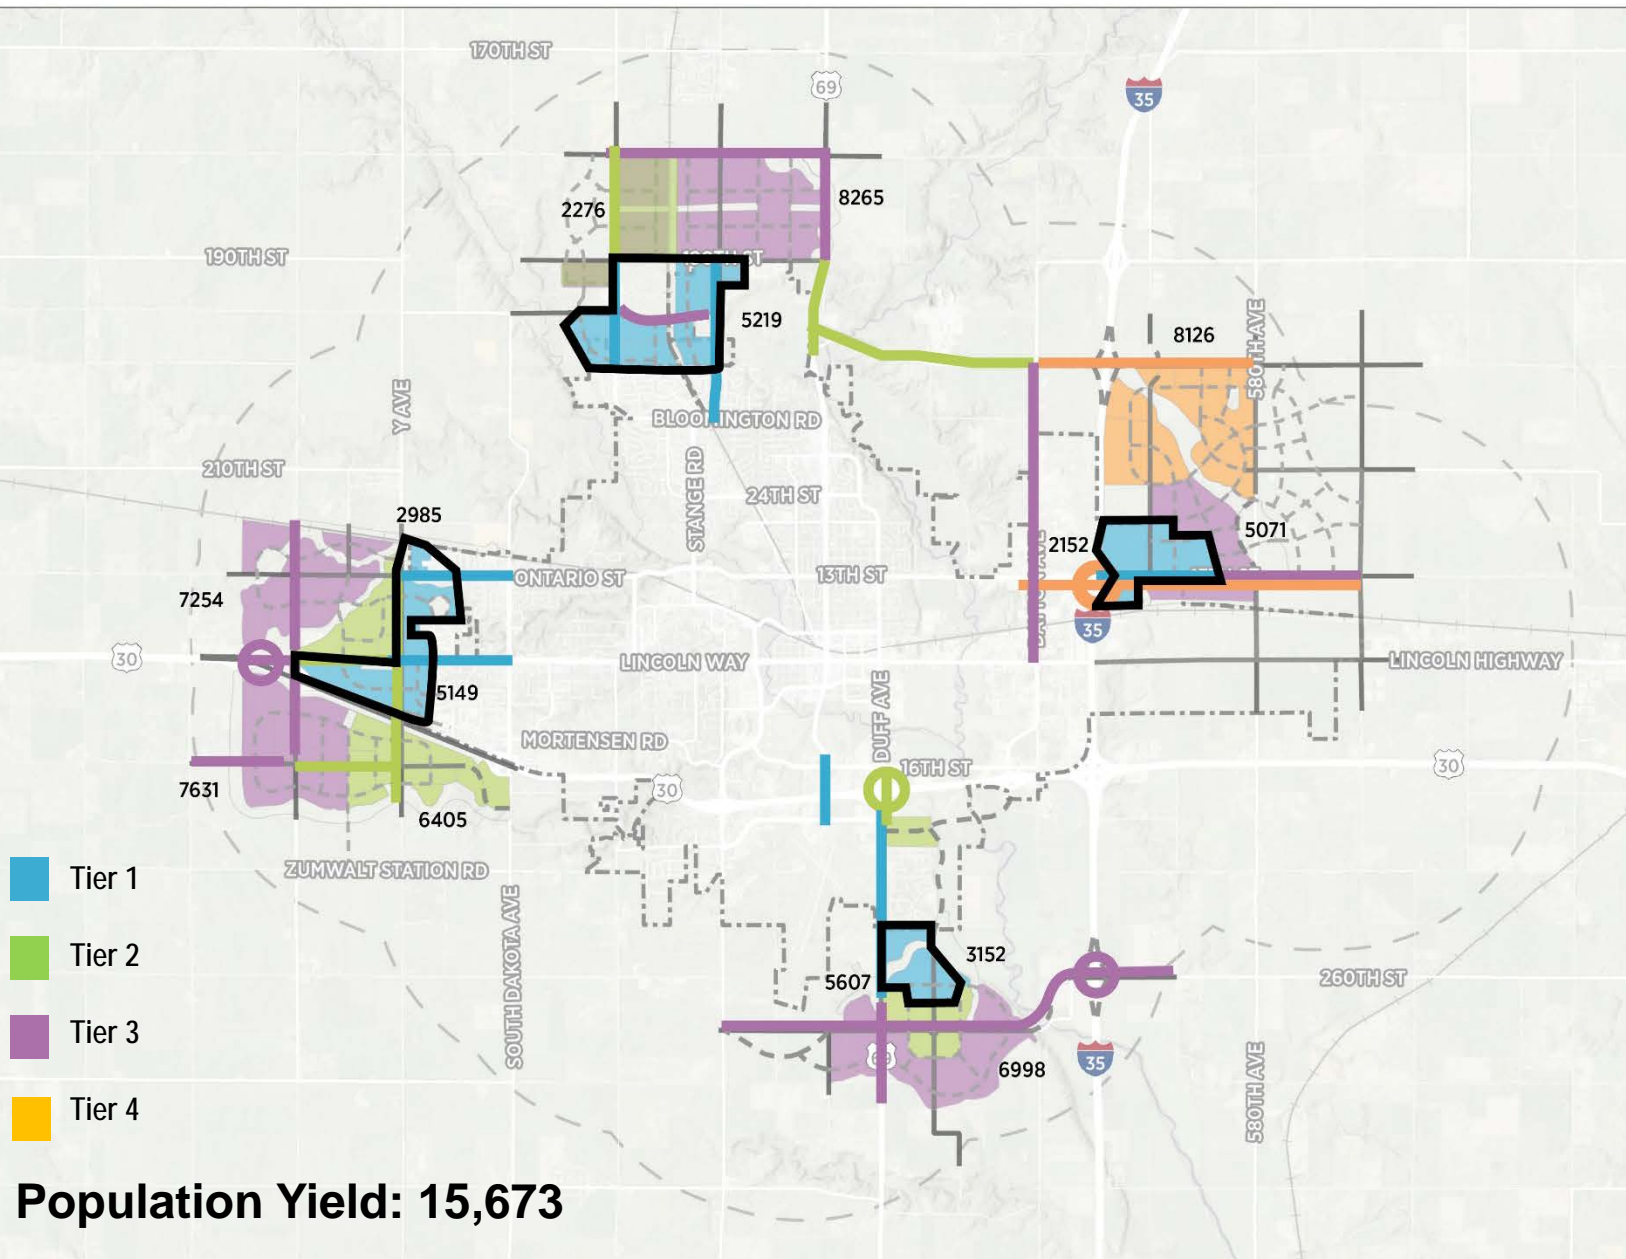 170TH ST
69
35
2276
8265
190TH ST
190TH ST
5219
8126
580TH AVE
Y AVE
BLOOMINGTON RD
210TH ST
STANGE RD
24TH ST
2985
5071
2152
ONTARIO ST
13TH ST
7254
35
30
LINCOLN WAY
LINCOLN HIGHWAY
5149
DUFF AVE
MORTENSEN RD
16TH ST
30
30
7631
6405
ZUMWALT STATION RD
Tier 1
SOUTH DAKOTA AVE
Tier 2
3152
5607
260TH ST
Tier 3
69
35
6998
580TH AVE
Tier 4
Population Yield: 15,673